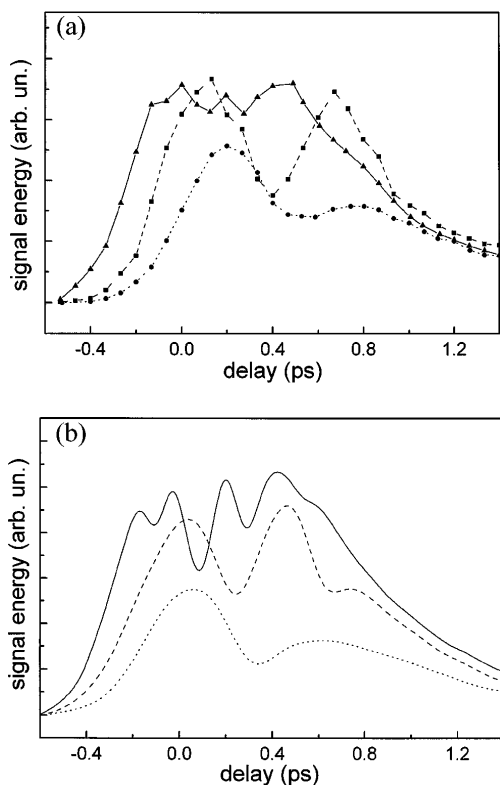 (a)
signal energy (arb. un.)
-0.4 0.0 0.4 0.8 1.2
delay (ps)
(b)
signal energy (arb. un.)
-0.4 0.0 0.4 0.8 1.2
delay (ps)